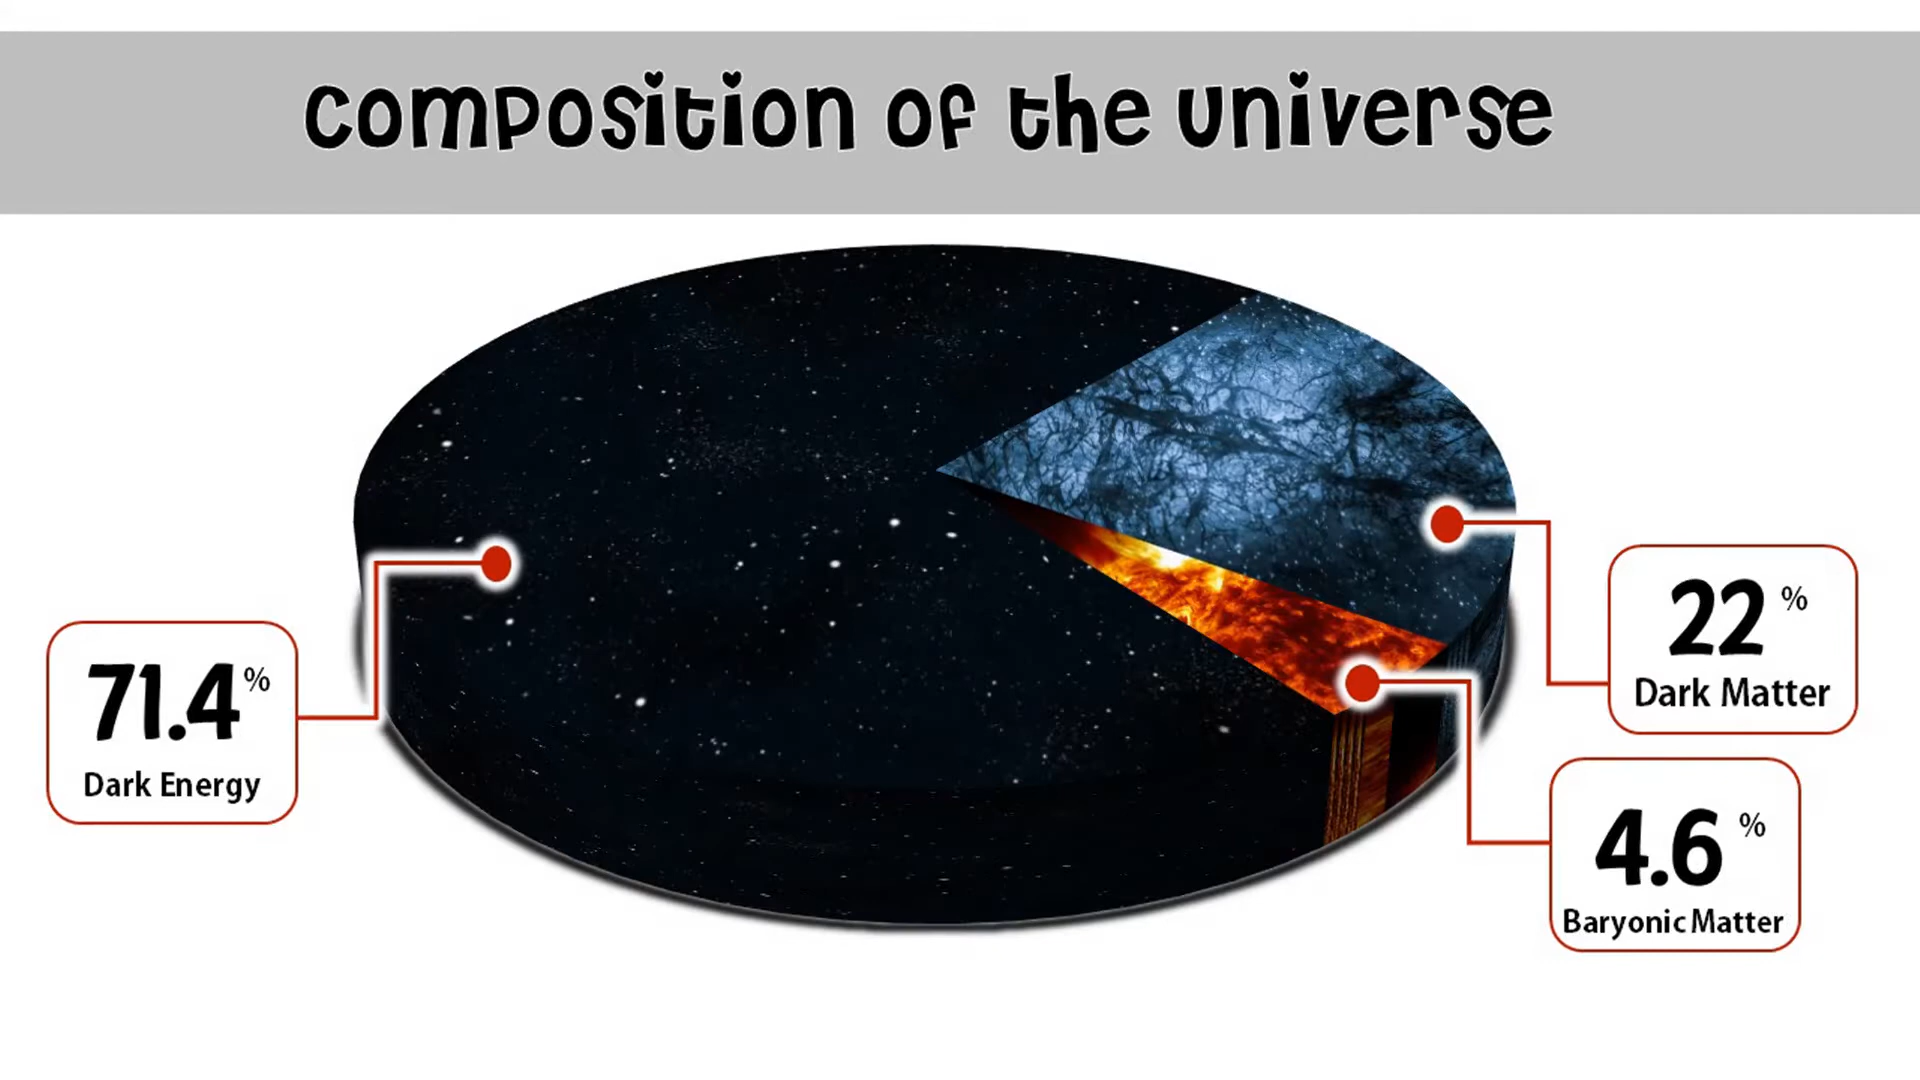 Composition of the Universe
71.4%
Dark Energy
22%
Dark Matter
4.6%
Baryonic Matter